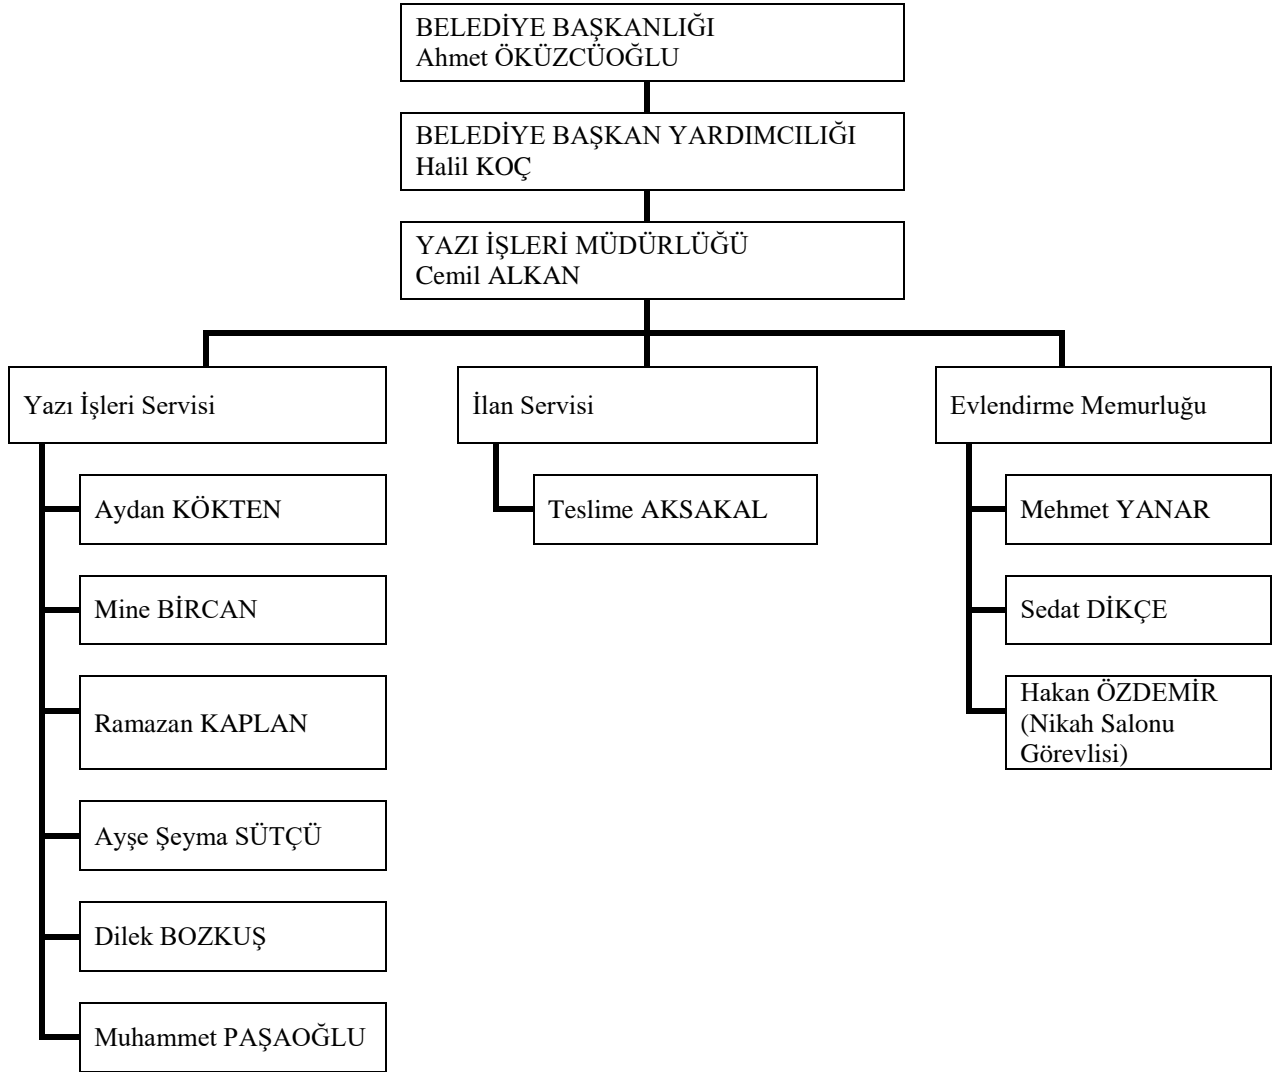 BELEDİYE BAŞKANLIĞI
Ahmet ÖKÜZCÜOĞLU
BELEDİYE BAŞKAN YARDIMCILIĞI
Halil KOÇ
YAZI İŞLERİ MÜDÜRLÜĞÜ
Cemil ALKAN
Yazı İşleri Servisi
Aydan KÖKTEN
Mine BİRCAN
Ramazan KAPLAN
Ayşe Şeyma SÜTÇÜ
Dilek BOZKUŞ
Muhammet PAŞAOĞLU
İlan Servisi
Teslime AKSAKAL
Evlendirme Memurluğu
Mehmet YANAR
Sedat DİKÇE
Hakan ÖZDEMİR
(Nikah Salonu
Görevlisi)